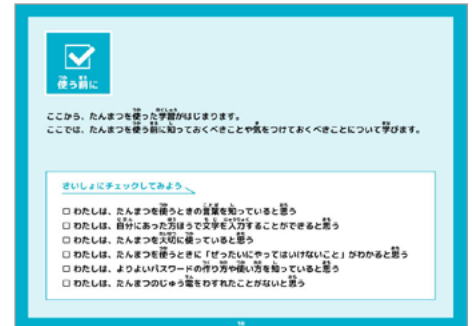 使う前に
ここから、たんまつを使った学習がはじまります。
ここでは、たんまつを使う前に知っておくべきことや気をつけておくべきことについて学びます。
さいしょにチェックしてみよう
□ わたしは、たんまつを使うときの言葉を知っていると思う
□ わたしは、自分にあった方ほうで文字を入力することができると思う
□ わたしは、たんまつを大切に使っていると思う
□ わたしは、たんまつを使うときに「ぜったいにやってはいけないこと」がわかると思う
□ わたしは、よりよいパスワードの作り方や使い方を知っていると思う
□ わたしは、たんまつのじゅう電をわすれたことがないと思う